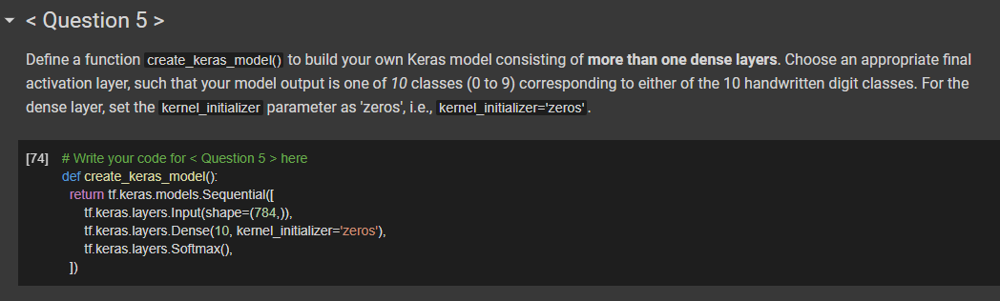 < Question 5 >
Define a function create_keras_model() to build your own Keras model consisting of more than one dense layers. Choose an appropriate final
activation layer, such that your model output is one of 10 classes (0 to 9) corresponding to either of the 10 handwritten digit classes. For the
dense layer, set the kernel_initializer parameter as 'zeros', i.e., kernel_initializer='zeros'.
[74] # Write your code for < Question 5 > here
def create_keras_model():
return tf.keras.models.Sequential([
tf.keras.layers.Input(shape=(784,)),
tf.keras.layers.Dense(10, kernel_initializer='zeros'),
tf.keras.layers.Softmax(),
])